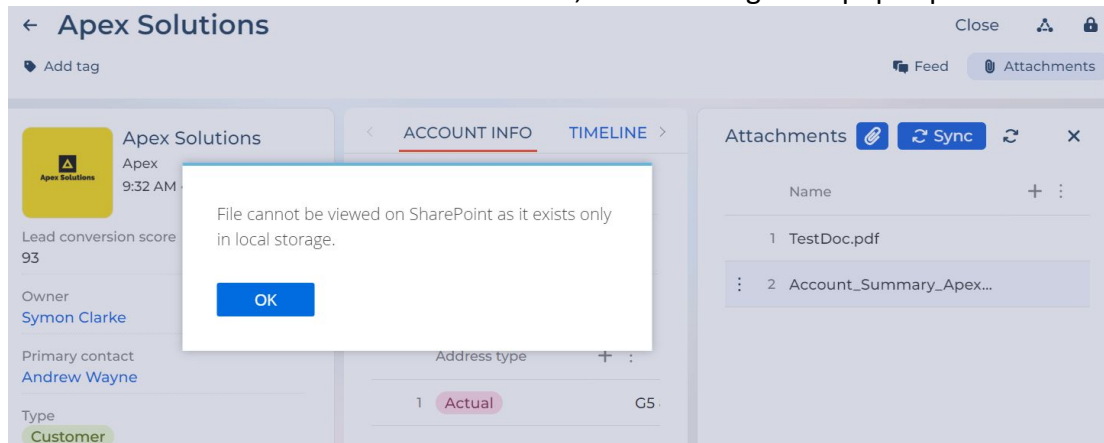 ← Apex Solutions
Close
Add tag
Feed
Attachments
Apex Solutions
Apex Solutions
Apex
9:32 AM
Lead conversion score
93
Owner
Symon Clarke
Primary contact
Andrew Wayne
Type
Customer
< ACCOUNT INFO TIMELINE >
File cannot be viewed on SharePoint as it exists only
in local storage.
OK
Address type + :
1 Actual G5
Attachments Sync ×
Name + :
1 TestDoc.pdf
2 Account_Summary_Apex...